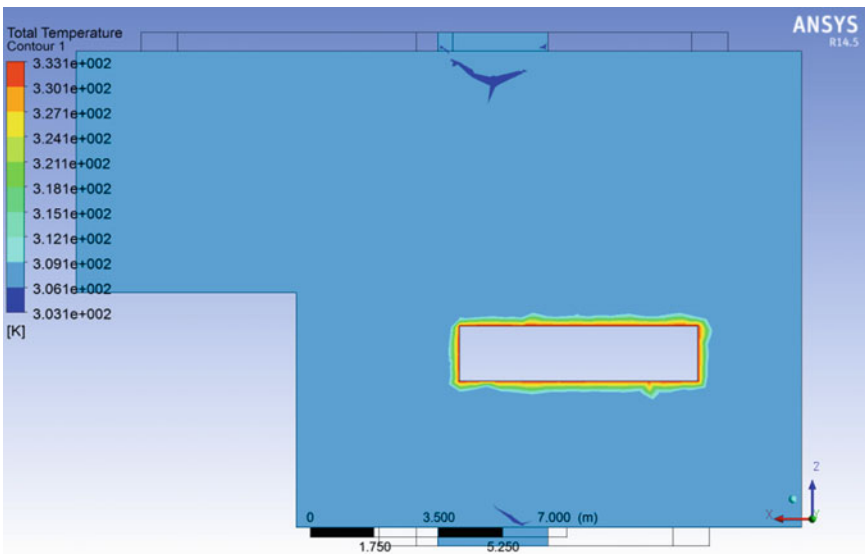 ANSYS
R14.5
Total Temperature
Contour 1
3.331e+002
3.301e+002
3.271e+002
3.241e+002
3.211e+002
3.181e+002
3.151e+002
3.121e+002
3.091e+002
3.061e+002
3.031e+002
[K]
Z
X
Y
0 3.500 7.000 (m)
1.750 5.250